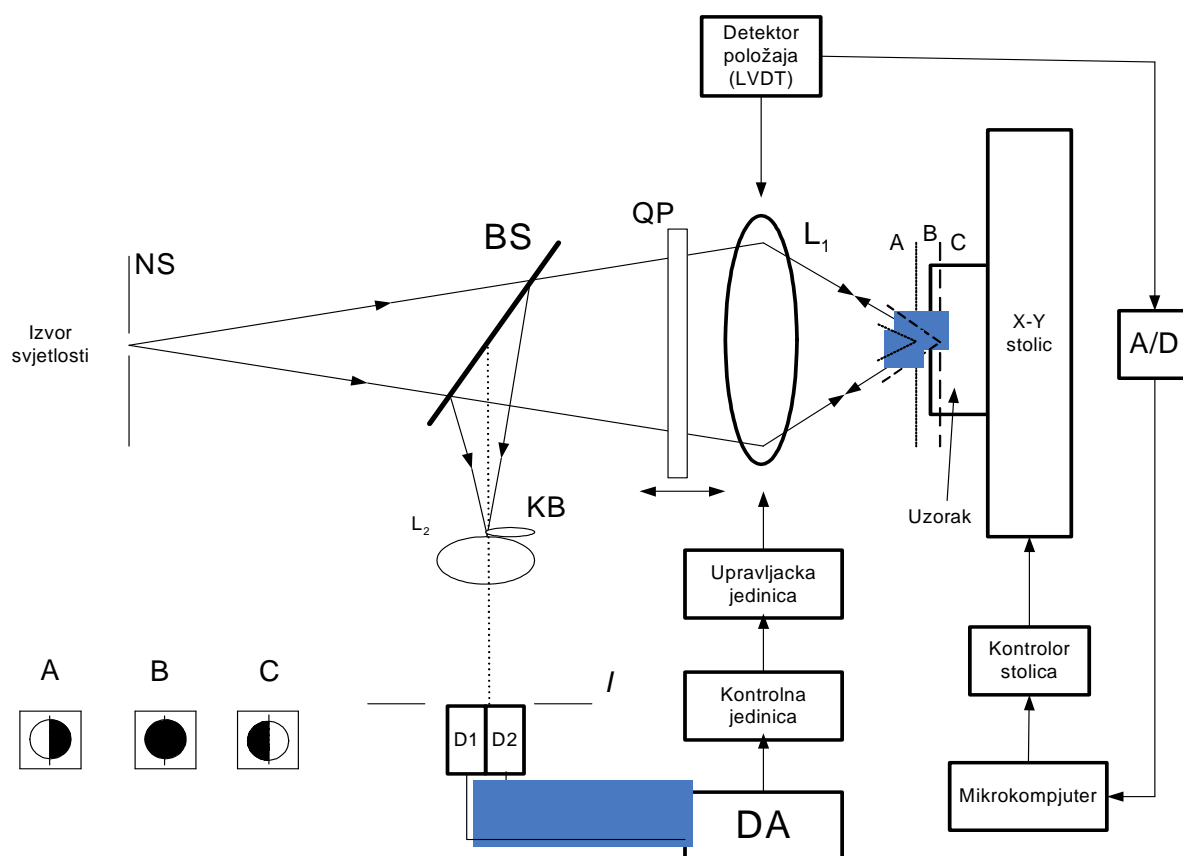 Detektor
položaja
(LVDT)
QP
BS
L1
NS
A
B
C
Izvor
svjetlosti
X-Y
stolic
A/D
KB
L2
Uzorak
Upravljacka
jedinica
Kontrolor
stolica
A
B
C
I
Kontrolna
jedinica
D1
D2
Mikrokompjuter
DA